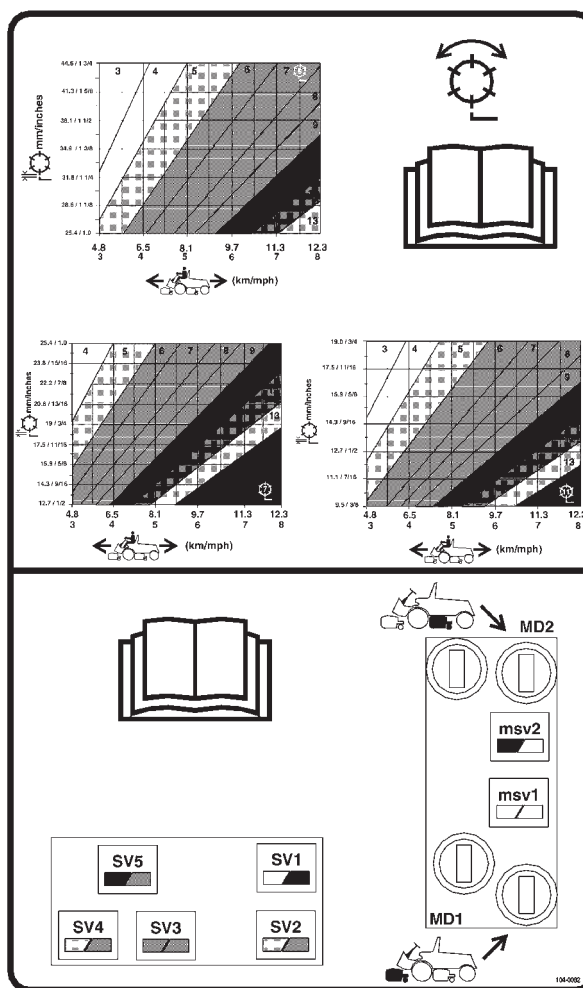 44.6 / 1 3/4
41.3 / 1 5/8
38.1 / 1 1/2
34.8 / 1 3/8
31.8 / 1 1/4
28.6 / 1 1/8
25.4 / 1.0
mm/inches
3 4 5 6 7
8
9
13
4.8 6.5 8.1 9.7 11.3 12.3
3 4 5 6 7 8
(km/mph)
25.4 / 1.0
23.8 / 15/16
22.2 / 7/8
20.6 / 13/16
19 / 3/4
17.5 / 11/16
15.9 / 5/8
14.3 / 9/16
12.7 / 1/2
mm/inches
4 5 6 7 8 9
13
7
4.8 6.5 8.1 9.7 11.3 12.3
3 4 5 6 7 8
(km/mph)
19.0 / 3/4
17.5 / 11/16
15.9 / 5/8
14.3 / 9/16
12.7 / 1/2
11.1 / 7/16
9.5 / 3/8
mm/inches
3 4 5 6 7
8
9
13
11
4.8 6.5 8.1 9.7 11.3 12.3
3 4 5 6 7 8
(km/mph)
MD2
msv2
msv1
MD1
SV5 SV1
SV4 SV3 SV2